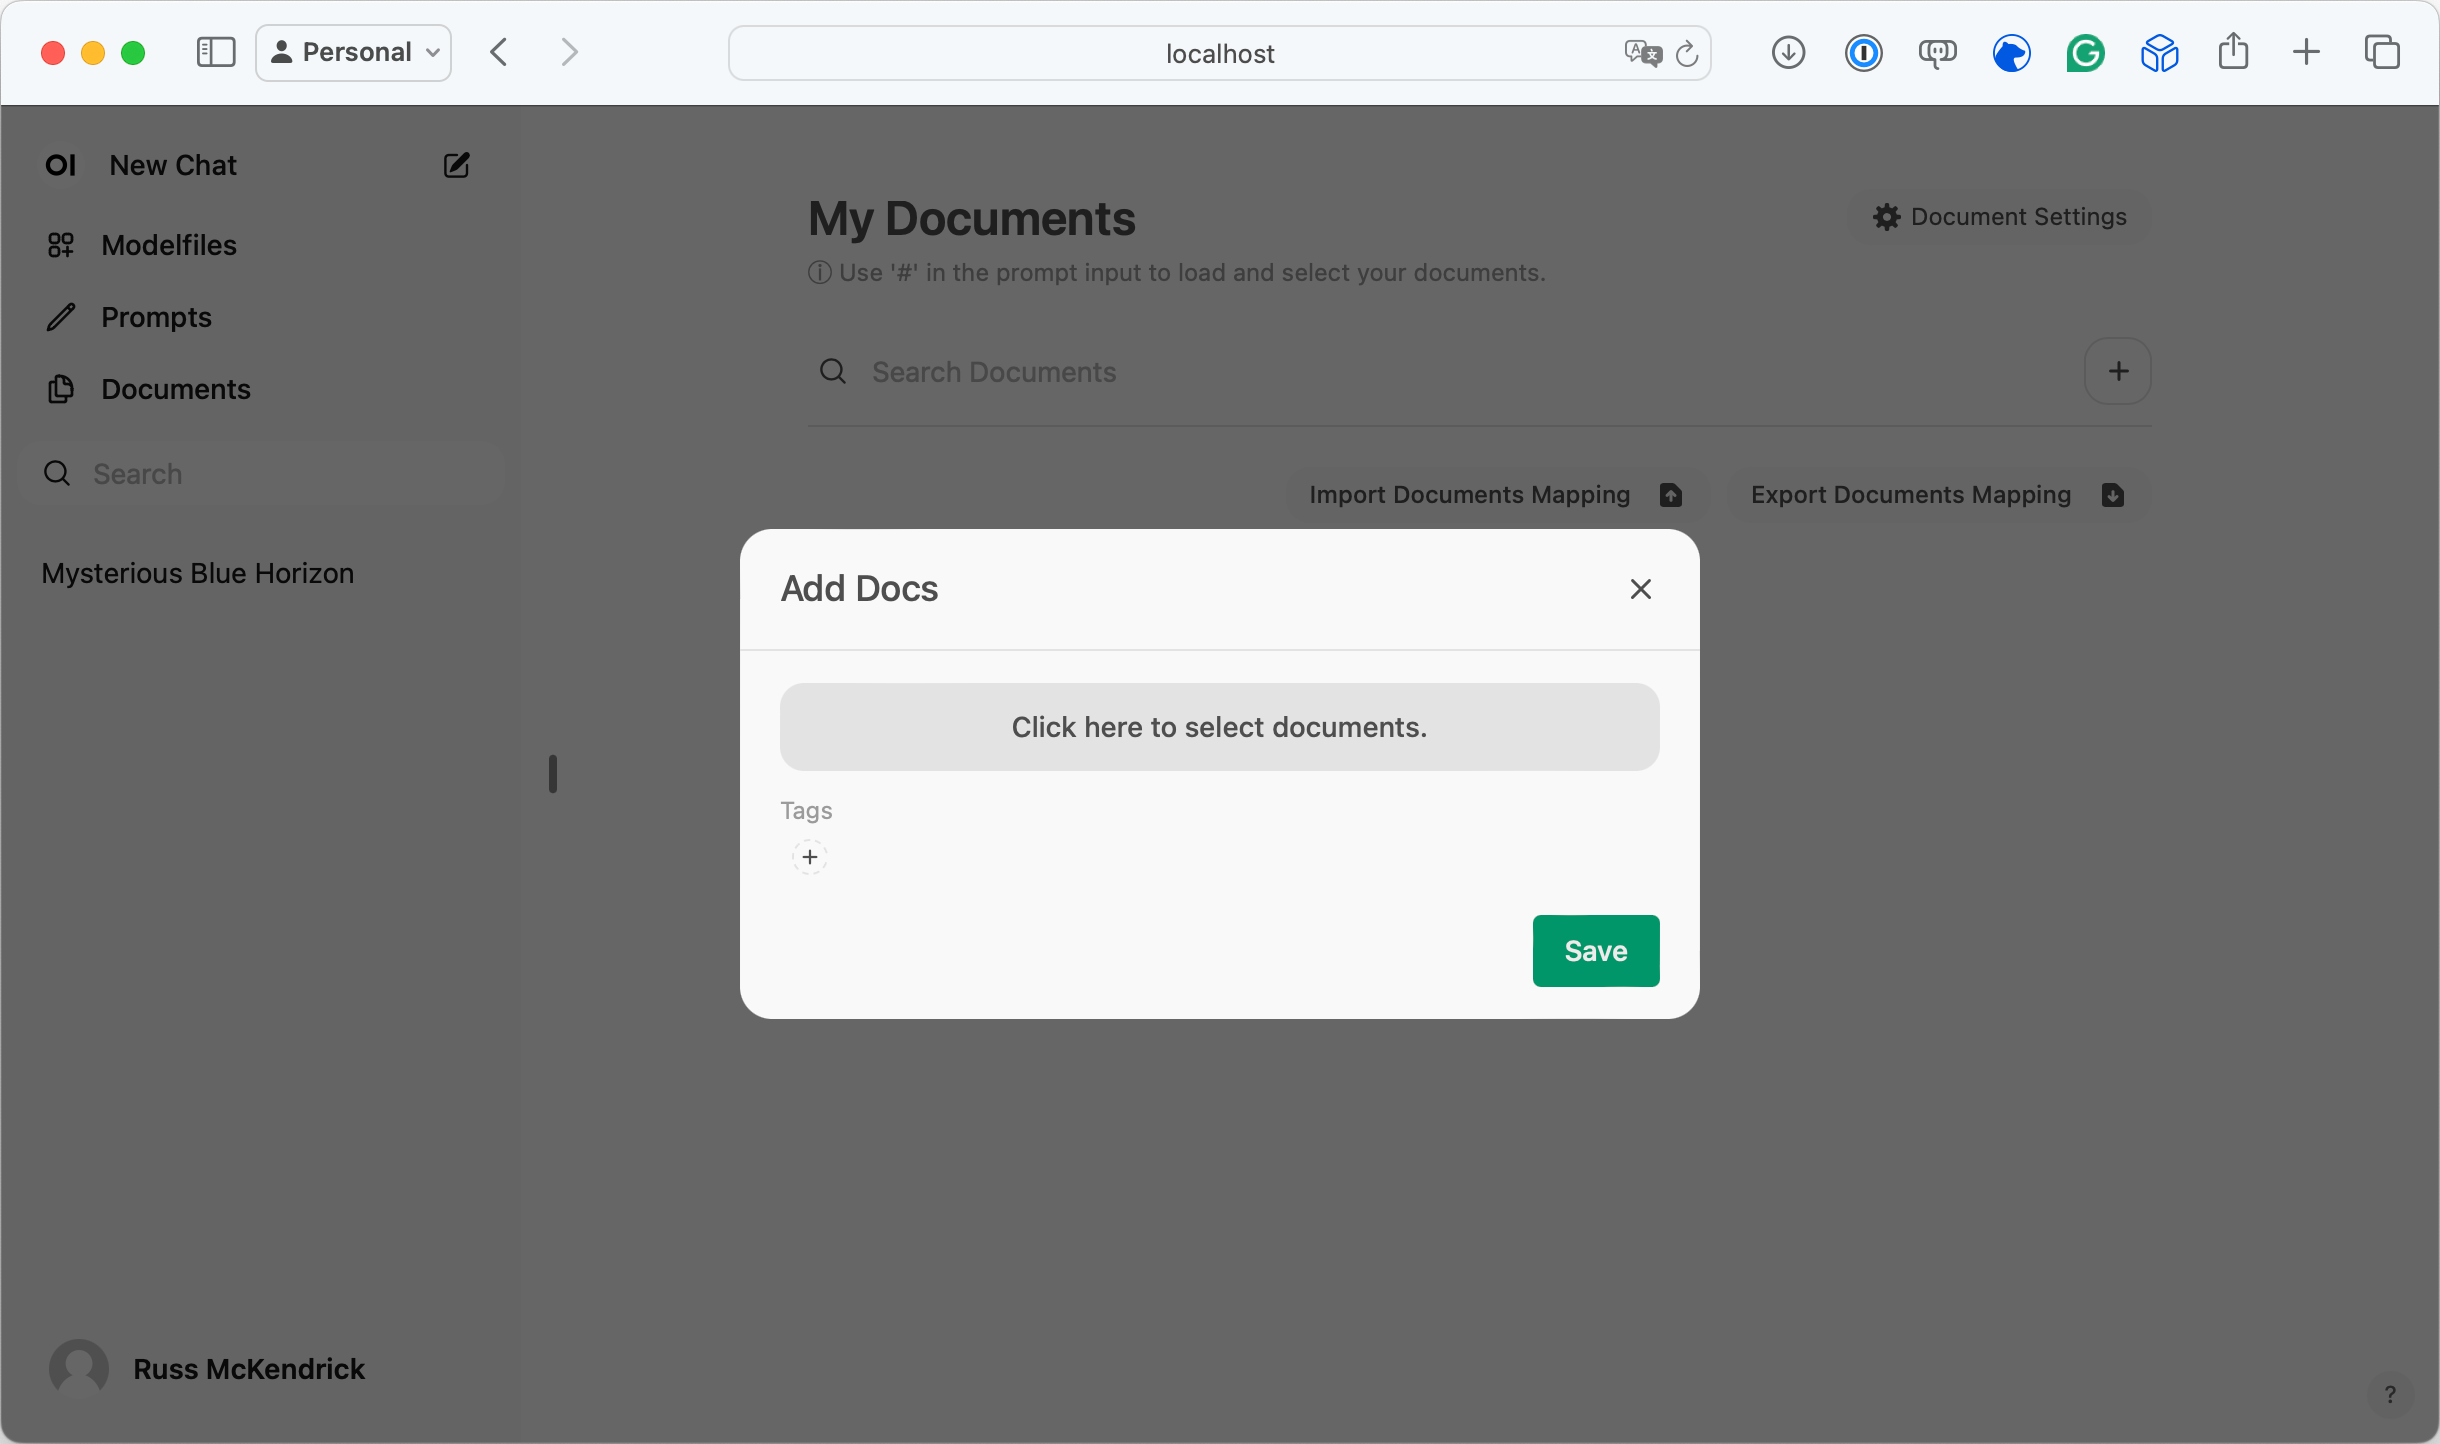 Personal
localhost
OI New Chat
Modelfiles
Prompts
Documents
Search
Mysterious Blue Horizon
Russ McKendrick
My Documents
Document Settings
Use '#' in the prompt input to load and select your documents.
Search Documents
+
Import Documents Mapping
Export Documents Mapping
Add Docs
Click here to select documents.
Tags
+
Save
?